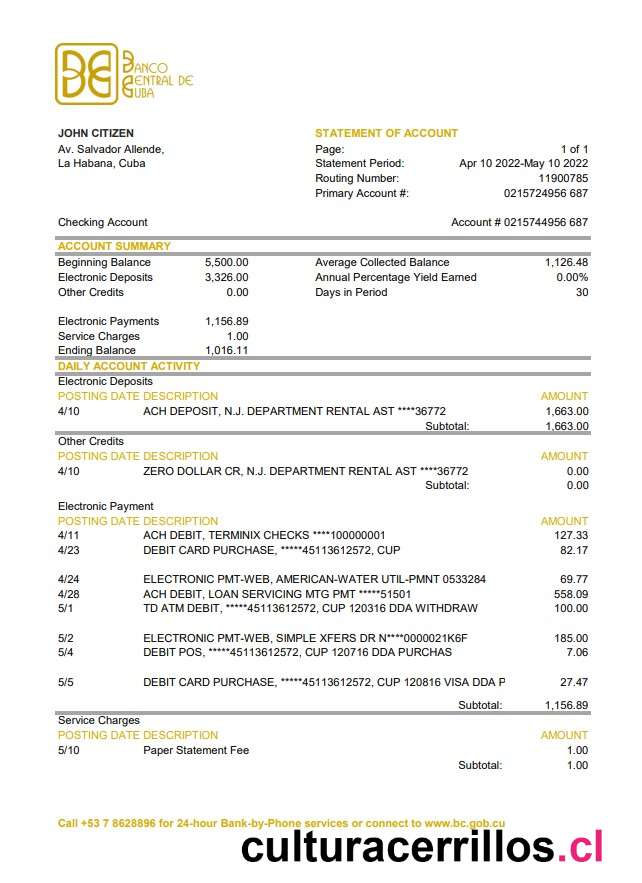 BANCO
CENTRAL DE
CUBA
JOHN CITIZEN
Av. Salvador Allende,
La Habana, Cuba
STATEMENT OF ACCOUNT
Page: 1 of 1
Statement Period: Apr 10 2022-May 10 2022
Routing Number: 11900785
Primary Account #: 0215724956 687
Checking Account Account # 0215744956 687
ACCOUNT SUMMARY
Beginning Balance 5,500.00 Average Collected Balance 1,126.48
Electronic Deposits 3,326.00 Annual Percentage Yield Earned 0.00%
Other Credits 0.00 Days in Period 30
Electronic Payments 1,156.89
Service Charges 1.00
Ending Balance 1,016.11
DAILY ACCOUNT ACTIVITY
Electronic Deposits
POSTING DATE DESCRIPTION AMOUNT
4/10 ACH DEPOSIT, N.J. DEPARTMENT RENTAL AST ****36772 1,663.00
Subtotal: 1,663.00
Other Credits
POSTING DATE DESCRIPTION AMOUNT
4/10 ZERO DOLLAR CR, N.J. DEPARTMENT RENTAL AST ****36772 0.00
Subtotal: 0.00
Electronic Payment
POSTING DATE DESCRIPTION AMOUNT
4/11 ACH DEBIT, TERMINIX CHECKS ****100000001 127.33
4/23 DEBIT CARD PURCHASE, *****45113612572, CUP 82.17
4/24 ELECTRONIC PMT-WEB, AMERICAN-WATER UTIL-PMNT 0533284 69.77
4/28 ACH DEBIT, LOAN SERVICING MTG PMT *****51501 558.09
5/1 TD ATM DEBIT, *****45113612572, CUP 120316 DDA WITHDRAW 100.00
5/2 ELECTRONIC PMT-WEB, SIMPLE XFERS DR N****0000021K6F 185.00
5/4 DEBIT POS, *****45113612572, CUP 120716 DDA PURCHAS 7.06
5/5 DEBIT CARD PURCHASE, *****45113612572, CUP 120816 VISA DDA P 27.47
Subtotal: 1,156.89
Service Charges
POSTING DATE DESCRIPTION AMOUNT
5/10 Paper Statement Fee 1.00
Subtotal: 1.00
Call +53 7 8628896 for 24-hour Bank-by-Phone services or connect to www.bc.gob.cu
culturacerrillos.cl